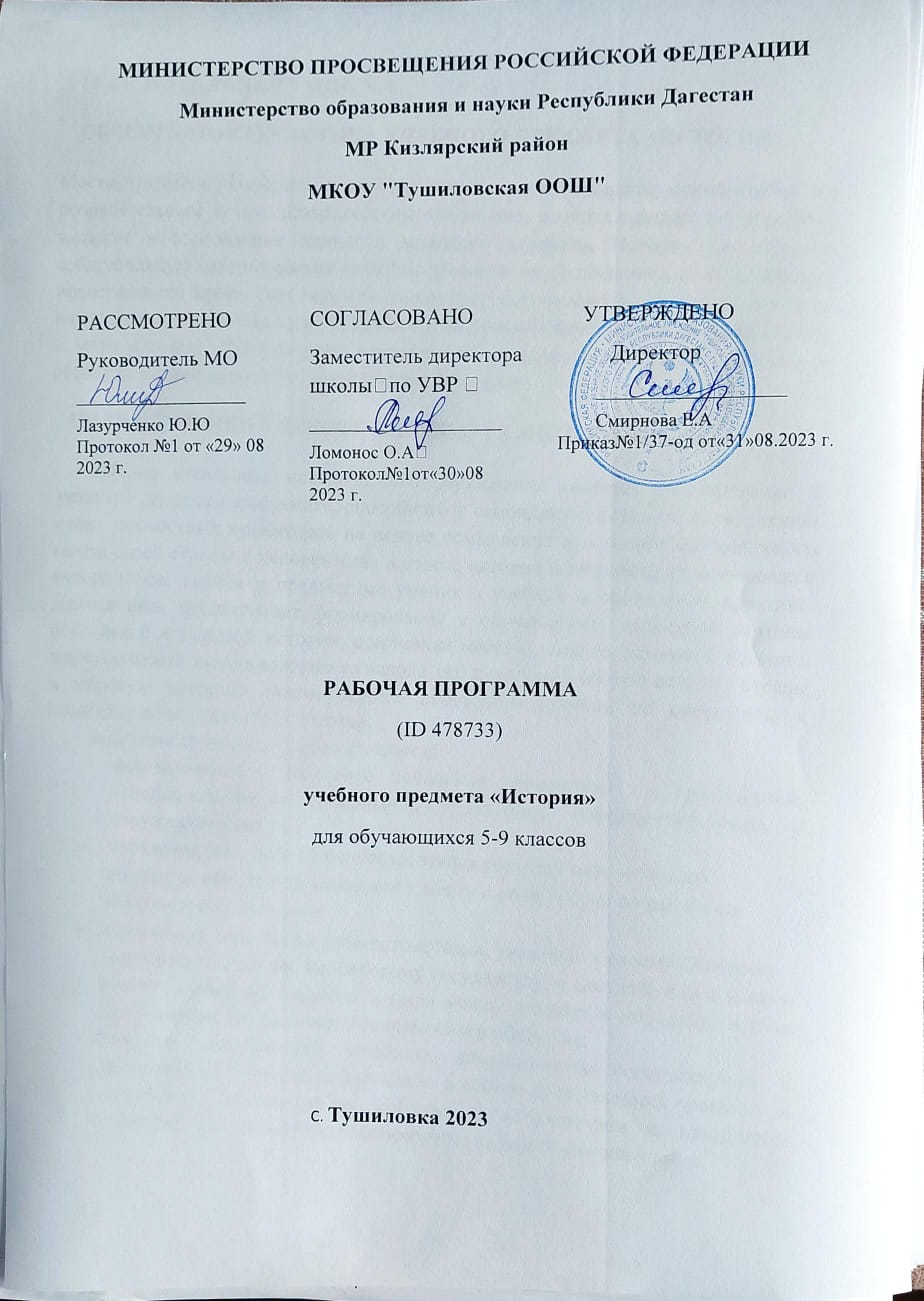 МИНИСТЕРСТВО ПРОСВЕЩЕНИЯ РОССИЙСКОЙ ФЕДЕРАЦИИ
Министерство образования и науки Республики Дагестан
МР Кизлярский район
МКОУ "Тушиловская ООШ"
РАССМОТРЕНО
Руководитель МО
Лазурченко Ю.Ю
Протокол №1 от «29» 08
2023 г.
СОГЛАСОВАНО
Заместитель директора
школы по УВР
Ломонос О.А
Протокол№1от«30»08
2023 г.
УТВЕРЖДЕНО
Директор
Смирнова Е.А
Приказ№1/37-од от«31»08.2023 г.
РАБОЧАЯ ПРОГРАММА
(ID 478733)
учебного предмета «История»
для обучающихся 5-9 классов
с. Тушиловка 2023